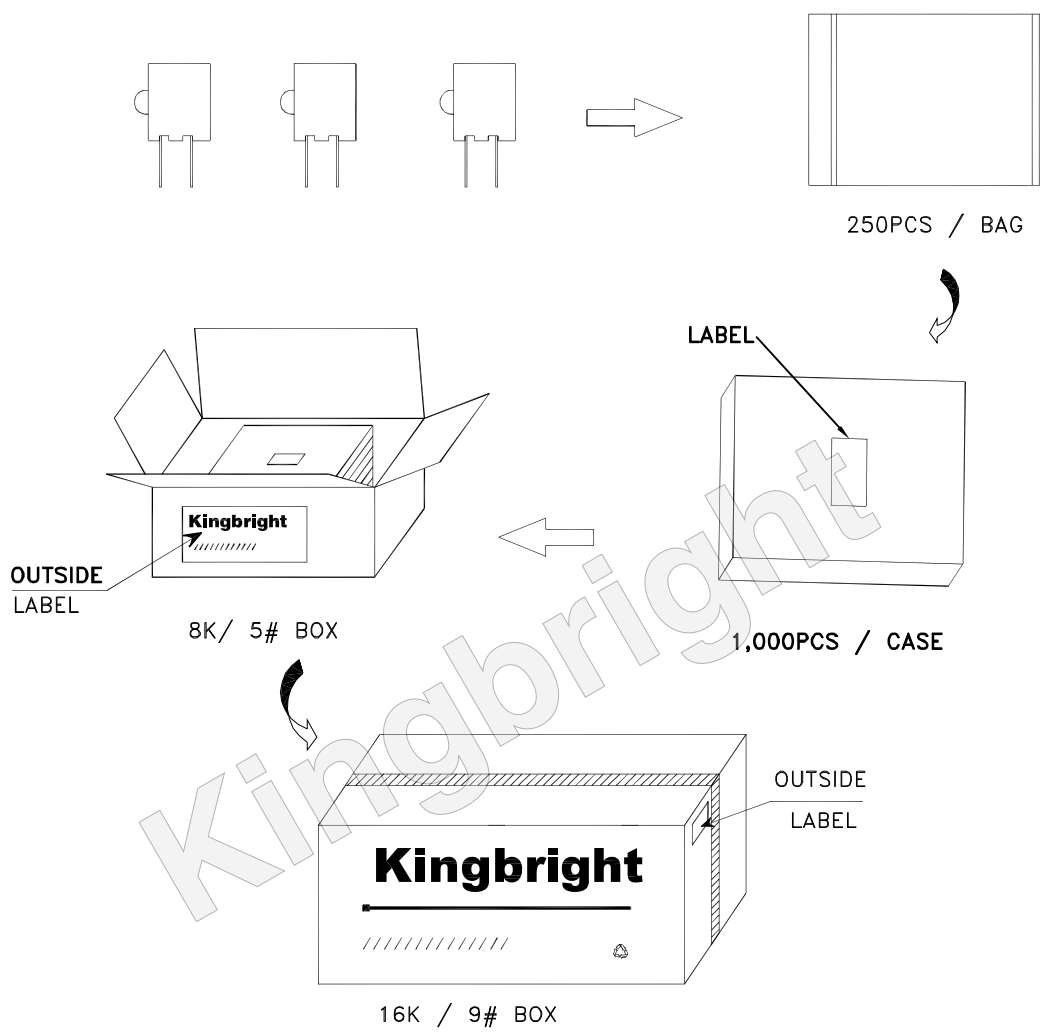 250PCS / BAG
LABEL
Kingbright
OUTSIDE
LABEL
8K/ 5# BOX
1,000PCS / CASE
Kingbright
OUTSIDE
LABEL
Kingbright
16K / 9# BOX